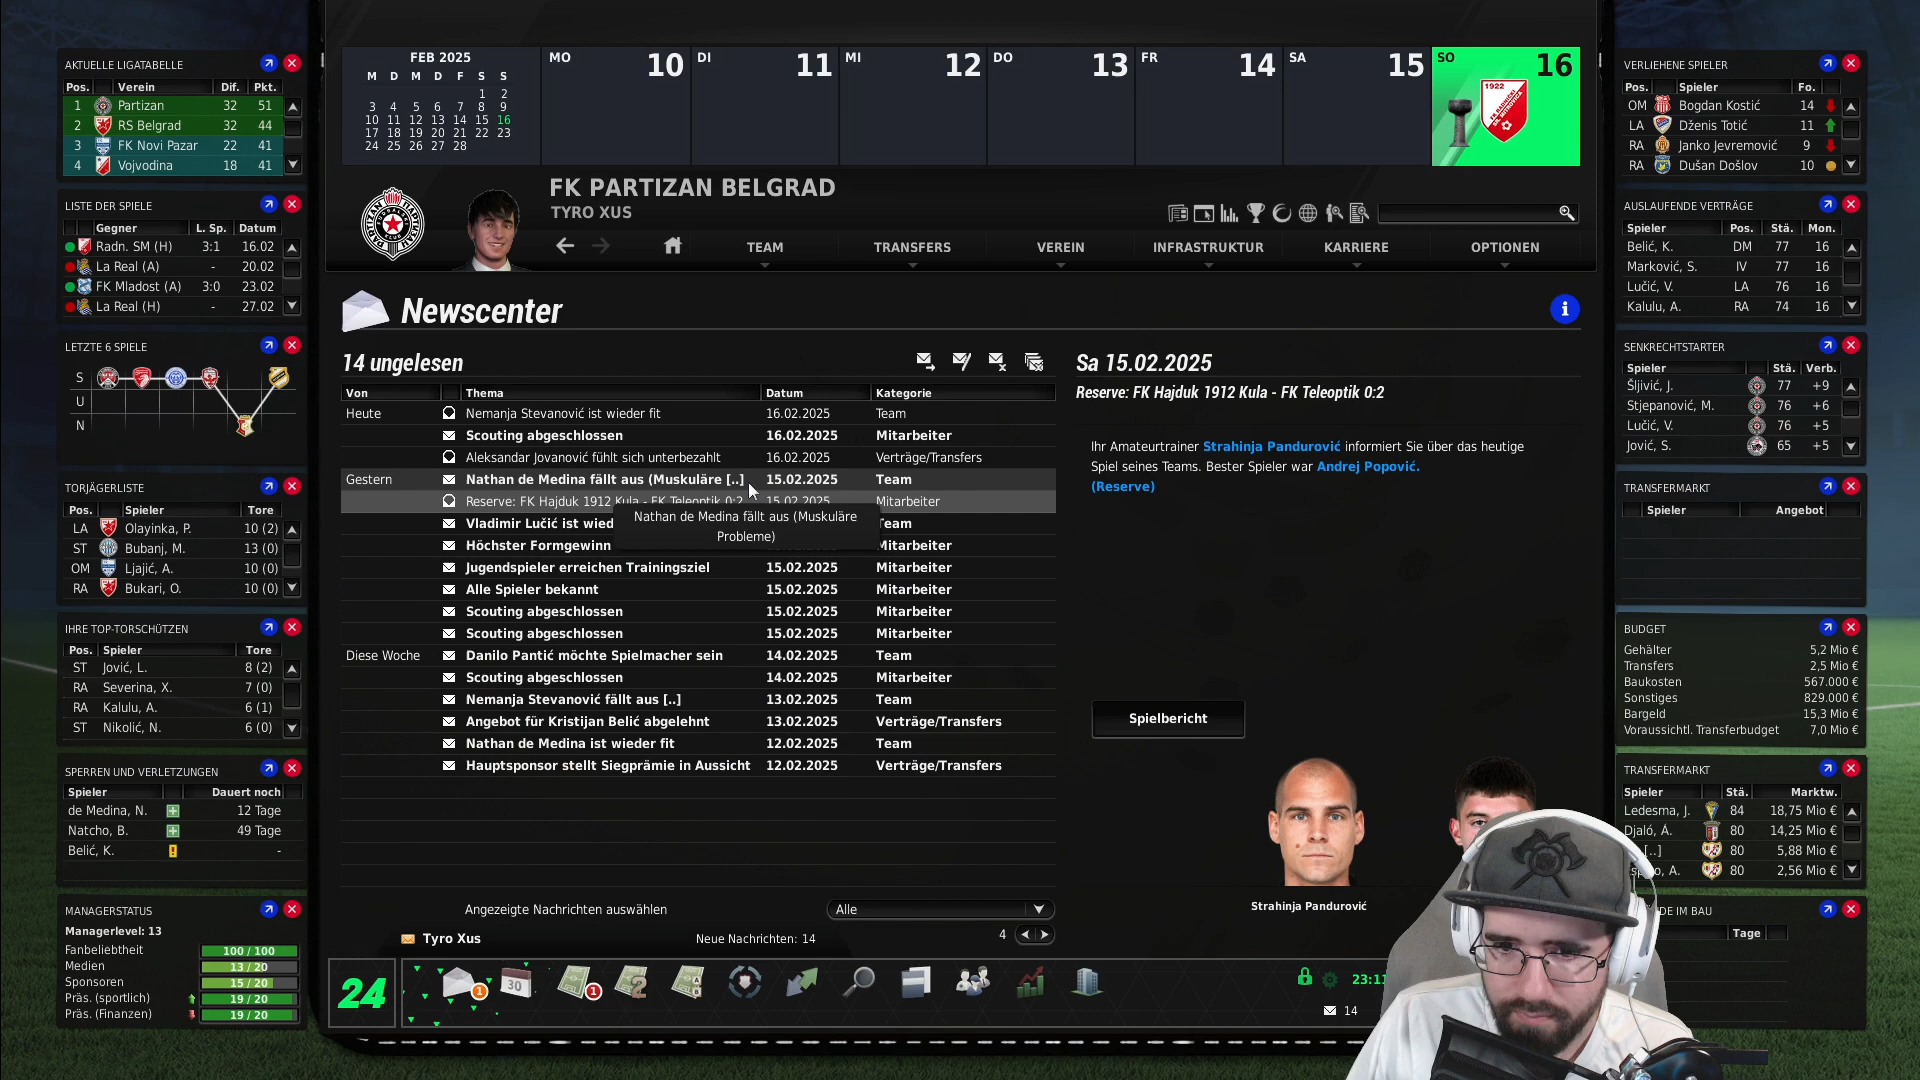 AKTUELLE LIGATABELLE
Pos. Verein Dif. Pkt.
1 Partizan 32 51
2 RS Belgrad 32 44
3 FK Novi Pazar 22 41
4 Vojvodina 18 41
LISTE DER SPIELE
Gegner L. Sp. Datum
Radn. SM (H) 3:1 16.02
La Real (A) - 20.02
FK Mladost (A) 3:0 23.02
La Real (H) - 27.02
LETZTE 6 SPIELE
S
U
N
TORJÄGERLISTE
Pos. Spieler Tore
LA Olayinka, P. 10 (2)
ST Bubanj, M. 13 (0)
OM Ljajić, A. 10 (0)
RA Bukari, O. 10 (0)
IHRE TOP-TORSCHÜTZEN
Pos. Spieler Tore
ST Jović, L. 8 (2)
RA Severina, X. 7 (0)
RA Kalulu, A. 6 (1)
ST Nikolić, N. 6 (0)
SPERREN UND VERLETZUNGEN
Spieler Dauert noch
de Medina, N. 12 Tage
Natcho, B. 49 Tage
Belić, K. -
MANAGERSTATUS
Managerlevel: 13
Fanbeliebtheit 100 / 100
Medien 13 / 20
Sponsoren 15 / 20
Präs. (sportlich) 19 / 20
Präs. (Finanzen) 19 / 20
FEB 2025
M D M D F S S
1 2
3 4 5 6 7 8 9
10 11 12 13 14 15 16
17 18 19 20 21 22 23
24 25 26 27 28
MO 10
DI 11
MI 12
DO 13
FR 14
SA 15
SO 16
1922
FK PARTIZAN BELGRAD
TYRO XUS
TEAM TRANSFERS VEREIN INFRASTRUKTUR KARRIERE OPTIONEN
Newscenter
i
14 ungelesen
Von Thema Datum Kategorie
Heute Nemanja Stevanović ist wieder fit 16.02.2025 Team
Scouting abgeschlossen 16.02.2025 Mitarbeiter
Aleksandar Jovanović fühlt sich unterbezahlt 16.02.2025 Verträge/Transfers
Gestern Nathan de Medina fällt aus (Muskuläre [..] 15.02.2025 Team
Reserve: FK Hajduk 1912 Kula - FK Teleoptik 0:2 15.02.2025 Mitarbeiter
Vladimir Lučić ist wied Team
Nathan de Medina fällt aus (Muskuläre
Probleme)
Höchster Formgewinn Mitarbeiter
Jugendspieler erreichen Trainingsziel 15.02.2025 Mitarbeiter
Alle Spieler bekannt 15.02.2025 Mitarbeiter
Scouting abgeschlossen 15.02.2025 Mitarbeiter
Scouting abgeschlossen 15.02.2025 Mitarbeiter
Diese Woche Danilo Pantić möchte Spielmacher sein 14.02.2025 Team
Scouting abgeschlossen 14.02.2025 Mitarbeiter
Nemanja Stevanović fällt aus [..] 13.02.2025 Team
Angebot für Kristijan Belić abgelehnt 13.02.2025 Verträge/Transfers
Nathan de Medina ist wieder fit 12.02.2025 Team
Hauptsponsor stellt Siegprämie in Aussicht 12.02.2025 Verträge/Transfers
Angezeigte Nachrichten auswählen Alle
Tyro Xus Neue Nachrichten: 14 4
Sa 15.02.2025
Reserve: FK Hajduk 1912 Kula - FK Teleoptik 0:2
Ihr Amateurtrainer Strahinja Pandurović informiert Sie über das heutige
Spiel seines Teams. Bester Spieler war Andrej Popović.
(Reserve)
Spielbericht
Strahinja Pandurović
24
1
30
1
2
23:11
14
VERLIEHENE SPIELER
Pos. Spieler Fo.
OM Bogdan Kostić 14
LA Dženis Totić 11
RA Janko Jevremović 9
RA Dušan Došlov 10
AUSLAUFENDE VERTRÄGE
Spieler Pos. Stä. Mon.
Belić, K. DM 77 16
Marković, S. IV 77 16
Lučić, V. LA 76 16
Kalulu, A. RA 74 16
SENKRECHTSTARTER
Spieler Stä. Verb.
Šljivić, J. 77 +9
Stjepanović, M. 76 +6
Lučić, V. 76 +5
Jović, S. 65 +5
TRANSFERMARKT
Spieler Angebot
BUDGET
Gehälter 5,2 Mio €
Transfers 2,5 Mio €
Baukosten 567.000 €
Sonstiges 829.000 €
Bargeld 15,3 Mio €
Voraussichtl. Transferbudget 7,0 Mio €
TRANSFERMARKT
Spieler Stä. Marktw.
Ledesma, J. 84 18,75 Mio €
Djaló, Á. 80 14,25 Mio €
[..] 80 5,88 Mio €
A. 80 2,56 Mio €
DE IM BAU
Tage